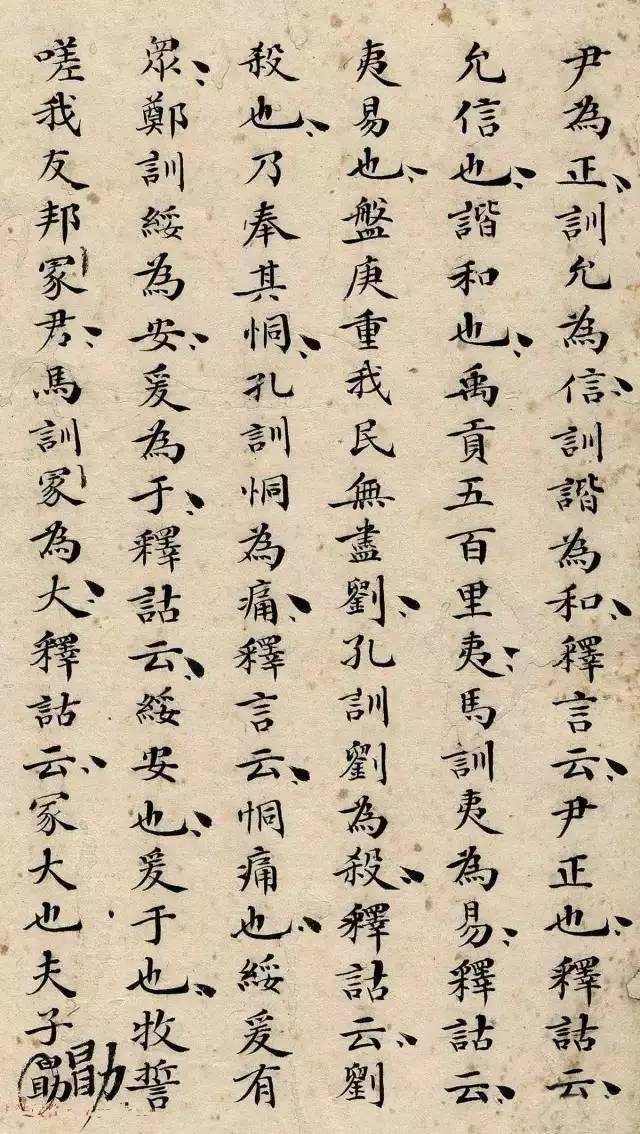 尹為正訓允為信訓諧為和釋言云尹正也釋詁云
允信也諧和也禹貢五百里夷馬訓夷為易釋詁云
夷易也盤庚重我民無盡劉孔訓劉為殺釋詁云劉
殺也乃奉其恫孔訓恫為痛釋言云恫痛也綏爰有
眾鄭訓綏為安爰為于釋詁云綏安也爰于也牧誓
嗟我友邦冢君馬訓冢為大釋詁云冢大也夫子勖